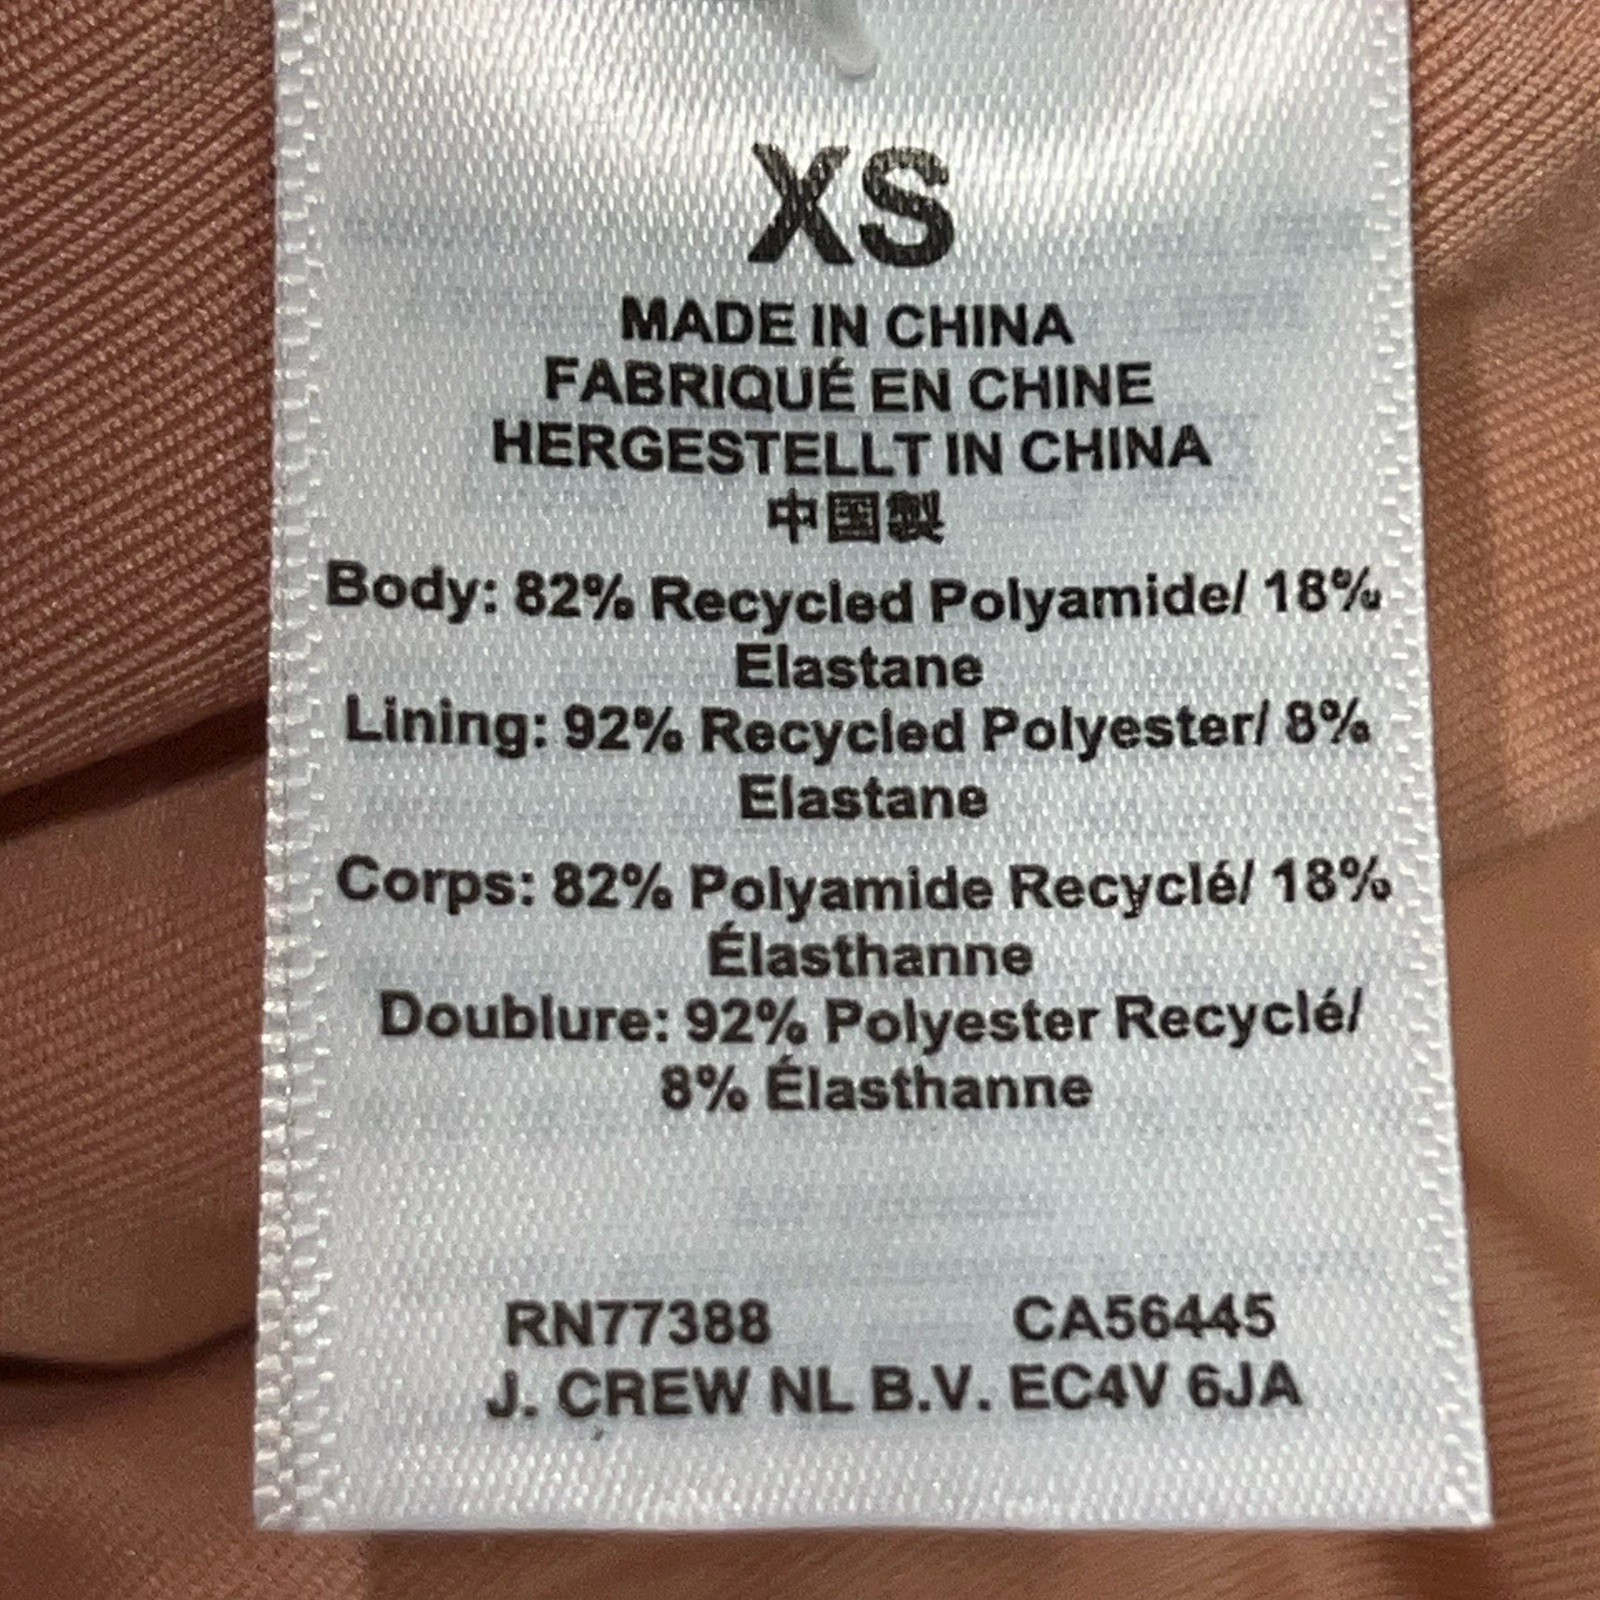 XS
MADE IN CHINA
FABRIQUÉ EN CHINE
HERGESTELLT IN CHINA
中国製
Body: 82% Recycled Polyamide/ 18%
Elastane
Lining: 92% Recycled Polyester/ 8%
Elastane
Corps: 82% Polyamide Recyclé/ 18%
Élasthanne
Doublure: 92% Polyester Recyclé/
8% Élasthanne
RN77388 CA56445
J. CREW NL B.V. EC4V 6JA